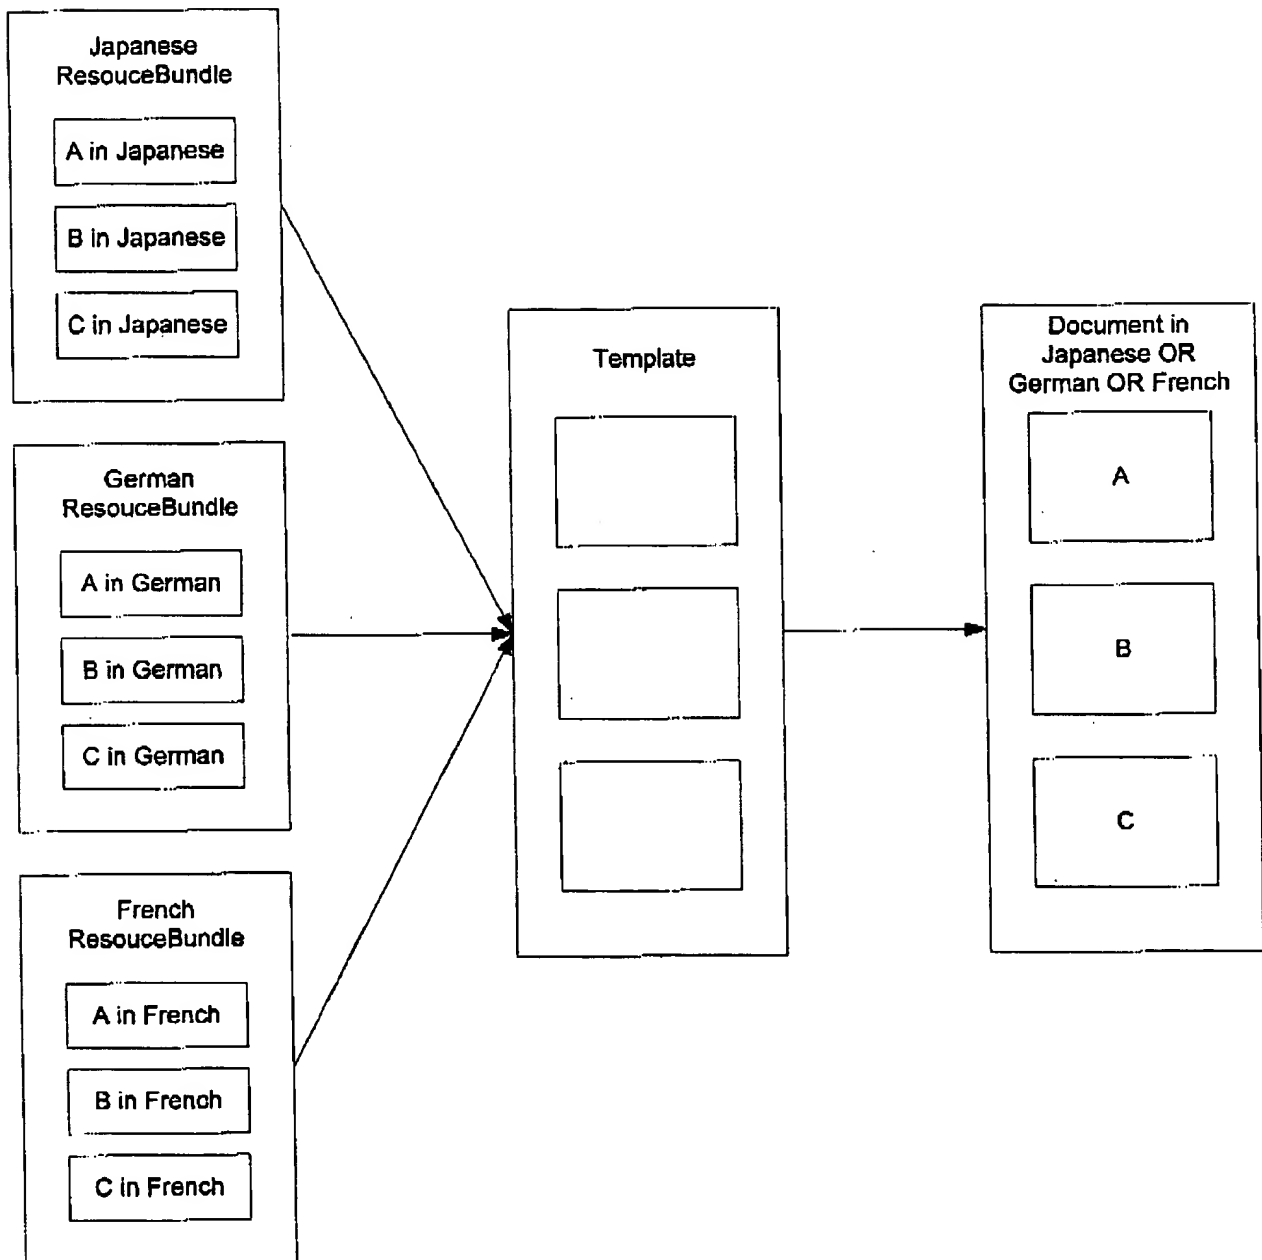 Japanese
ResouceBundle
A in Japanese
B in Japanese
C in Japanese
German
ResouceBundle
A in German
B in German
C in German
French
ResouceBundle
A in French
B in French
C in French
Template
Document in
Japanese OR
German OR French
A
B
C